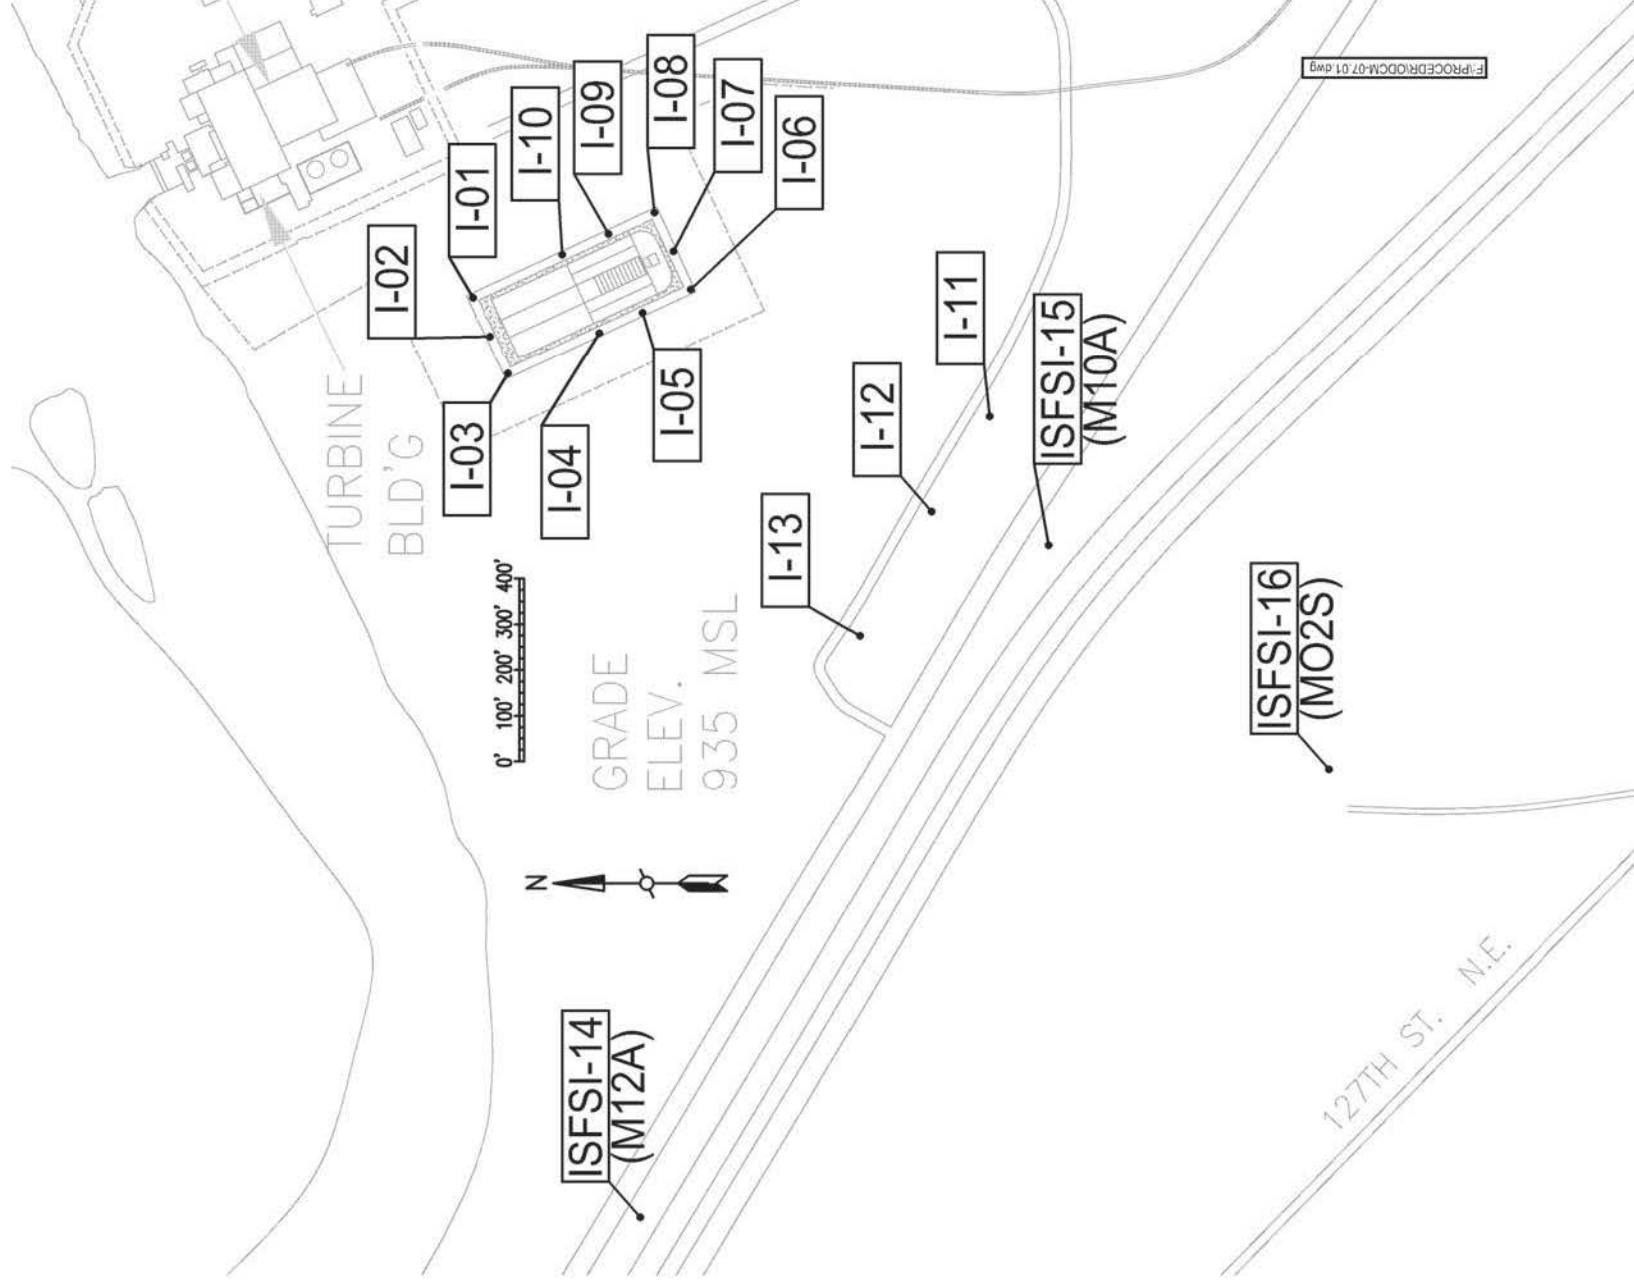 TURBINE
BLD'G
I-02
I-01
I-03
I-10
I-04
I-09
I-05
I-08
I-07
I-06
0' 100' 200' 300' 400'
N
GRADE
ELEV.
935 MSL
ISFSI-14
(M12A)
I-13
I-12
I-11
ISFSI-15
(M10A)
ISFSI-16
(MO2S)
127TH ST. N.E.
F:\PROCEDR\ODCM-07.01.dwg